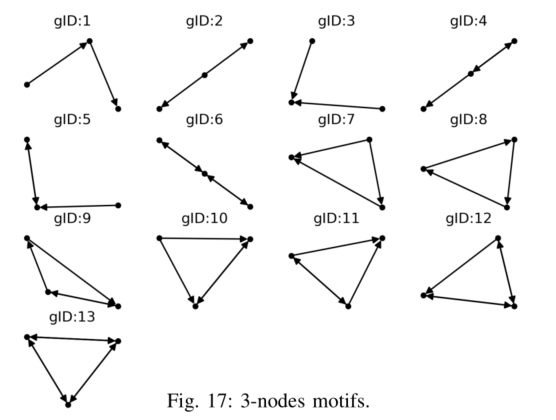 gID:1 gID:2 gID:3 gID:4
gID:5 gID:6 gID:7 gID:8
gID:9 gID:10 gID:11 gID:12
gID:13
Fig. 17: 3-nodes motifs.